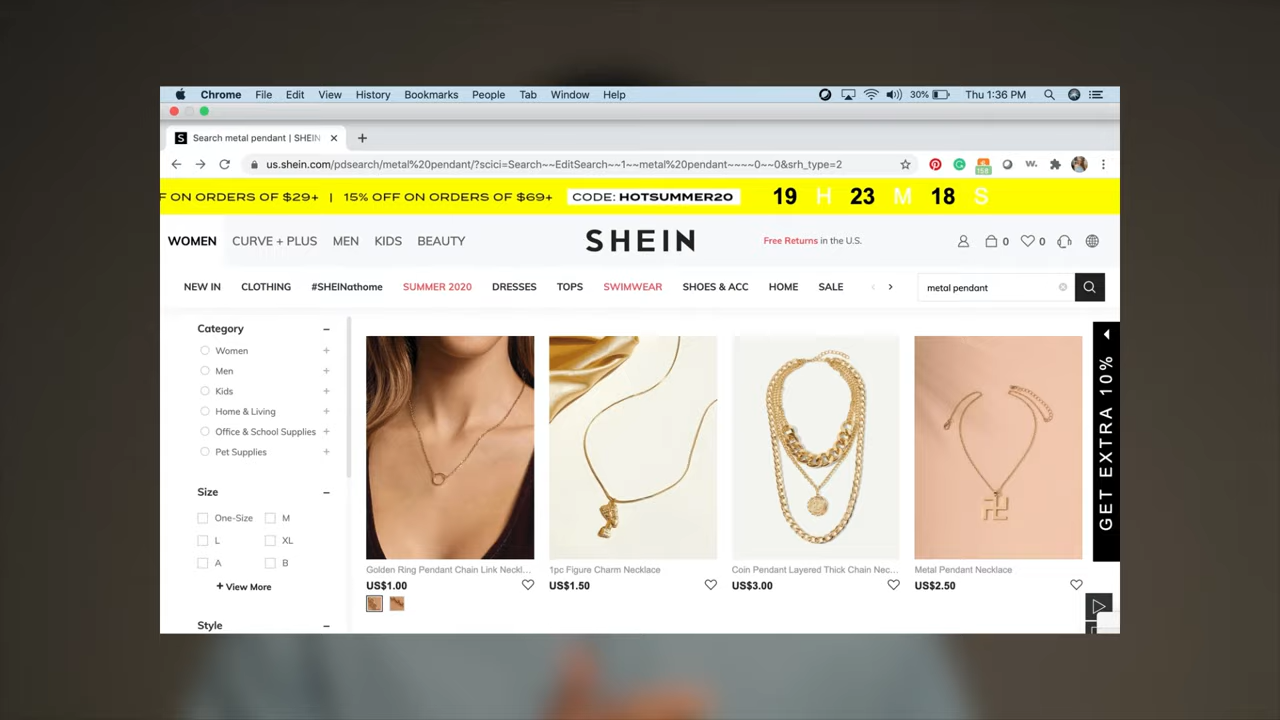 Chrome File Edit View History Bookmarks People Tab Window Help 30% Thu 1:36 PM
S Search metal pendant | SHEIN
us.shein.com/pdsearch/metal%20pendant/?scici=Search~~EditSearch~~1~~metal%20pendant~~~~0~~0&srh_type=2 158 w.
F ON ORDERS OF $29+ | 15% OFF ON ORDERS OF $69+ CODE: HOTSUMMER20 19 H 23 M 18 S
WOMEN CURVE + PLUS MEN KIDS BEAUTY SHEIN Free Returns in the U.S. 0 0
NEW IN CLOTHING #SHEINathome SUMMER 2020 DRESSES TOPS SWIMWEAR SHOES & ACC HOME SALE metal pendant
Category
Women
Men
Kids
Home & Living
Office & School Supplies
Pet Supplies
Size
One-Size M
L XL
A B
+ View More
Style
Golden Ring Pendant Chain Link Neckl...
US$1.00
1pc Figure Charm Necklace
US$1.50
Coin Pendant Layered Thick Chain Nec...
US$3.00
Metal Pendant Necklace
US$2.50
GET EXTRA 10%